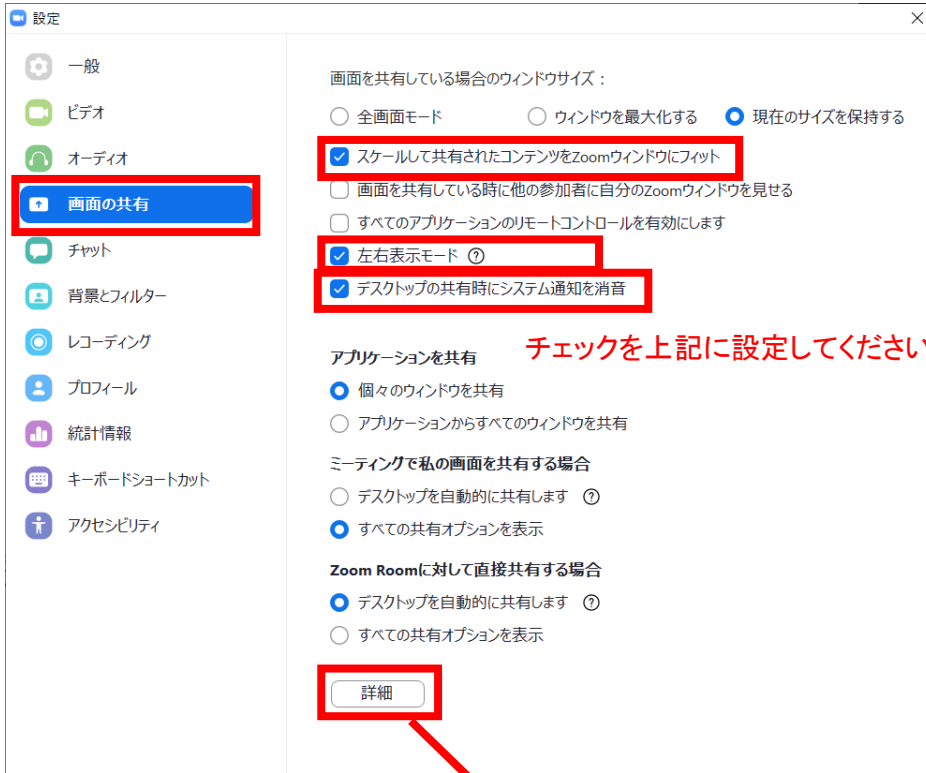 設定
一般
ビデオ
オーディオ
画面の共有
チャット
背景とフィルター
レコーディング
プロフィール
統計情報
キーボードショートカット
アクセシビリティ
画面を共有している場合のウィンドウサイズ：
全画面モード ウィンドウを最大化する 現在のサイズを保持する
スケールして共有されたコンテンツをZoomウィンドウにフィット
画面を共有している時に他の参加者に自分のZoomウィンドウを見せる
すべてのアプリケーションのリモートコントロールを有効にします
左右表示モード ?
デスクトップの共有時にシステム通知を消音
チェックを上記に設定してください
アプリケーションを共有
個々のウィンドウを共有
アプリケーションからすべてのウィンドウを共有
ミーティングで私の画面を共有する場合
デスクトップを自動的に共有します ?
すべての共有オプションを表示
Zoom Roomに対して直接共有する場合
デスクトップを自動的に共有します ?
すべての共有オプションを表示
詳細